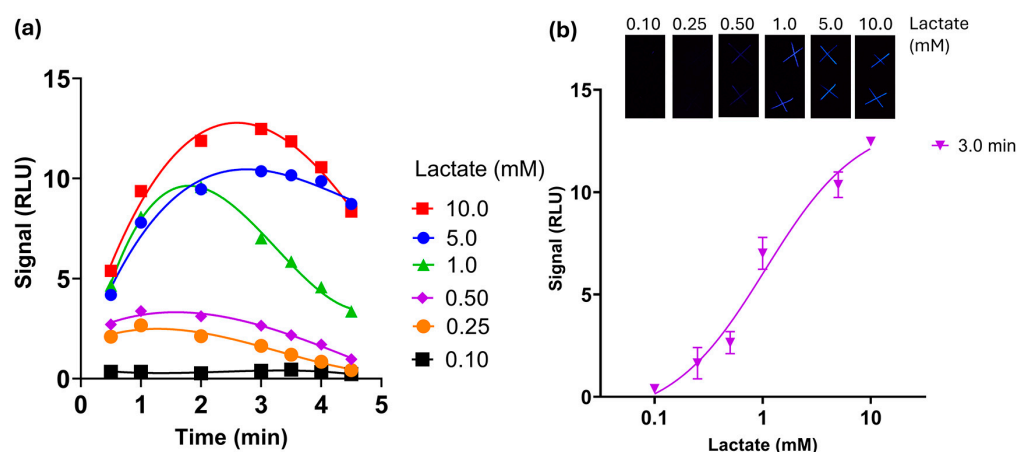 (a)
15
10
5
0
0 1 2 3 4 5
Signal (RLU)
Time (min)
Lactate (mM)
10.0
5.0
1.0
0.50
0.25
0.10
(b)
0.10 0.25 0.50 1.0 5.0 10.0 Lactate
(mM)
15
10
5
0
0.1 1 10
Signal (RLU)
Lactate (mM)
3.0 min